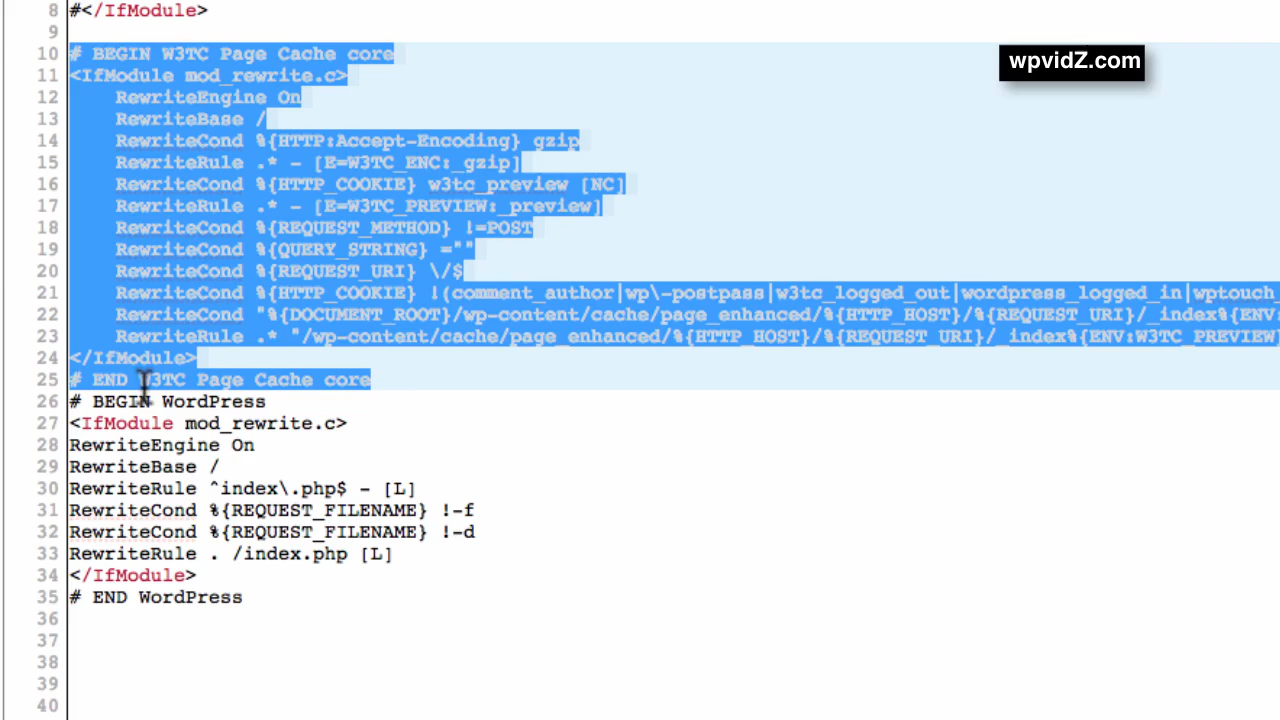 8 #</IfModule>
9
10 # BEGIN W3TC Page Cache core
wpvidZ.com
11 <IfModule mod_rewrite.c>
12 RewriteEngine On
13 RewriteBase /
14 RewriteCond %{HTTP:Accept-Encoding} gzip
15 RewriteRule .* - [E=W3TC_ENC:_gzip]
16 RewriteCond %{HTTP_COOKIE} w3tc_preview [NC]
17 RewriteRule .* - [E=W3TC_PREVIEW:_preview]
18 RewriteCond %{REQUEST_METHOD} !=POST
19 RewriteCond %{QUERY_STRING} =""
20 RewriteCond %{REQUEST_URI} \/$
21 RewriteCond %{HTTP_COOKIE} !(comment_author|wp\-postpass|w3tc_logged_out|wordpress_logged_in|wptouch_
22 RewriteCond "%{DOCUMENT_ROOT}/wp-content/cache/page_enhanced/%{HTTP_HOST}/%{REQUEST_URI}/_index%{ENV:
23 RewriteRule .* "/wp-content/cache/page_enhanced/%{HTTP_HOST}/%{REQUEST_URI}/_index%{ENV:W3TC_PREVIEW}
24 </IfModule>
25 # END W3TC Page Cache core
26 # BEGIN WordPress
27 <IfModule mod_rewrite.c>
28 RewriteEngine On
29 RewriteBase /
30 RewriteRule ^index\.php$ - [L]
31 RewriteCond %{REQUEST_FILENAME} !-f
32 RewriteCond %{REQUEST_FILENAME} !-d
33 RewriteRule . /index.php [L]
34 </IfModule>
35 # END WordPress
36
37
38
39
40